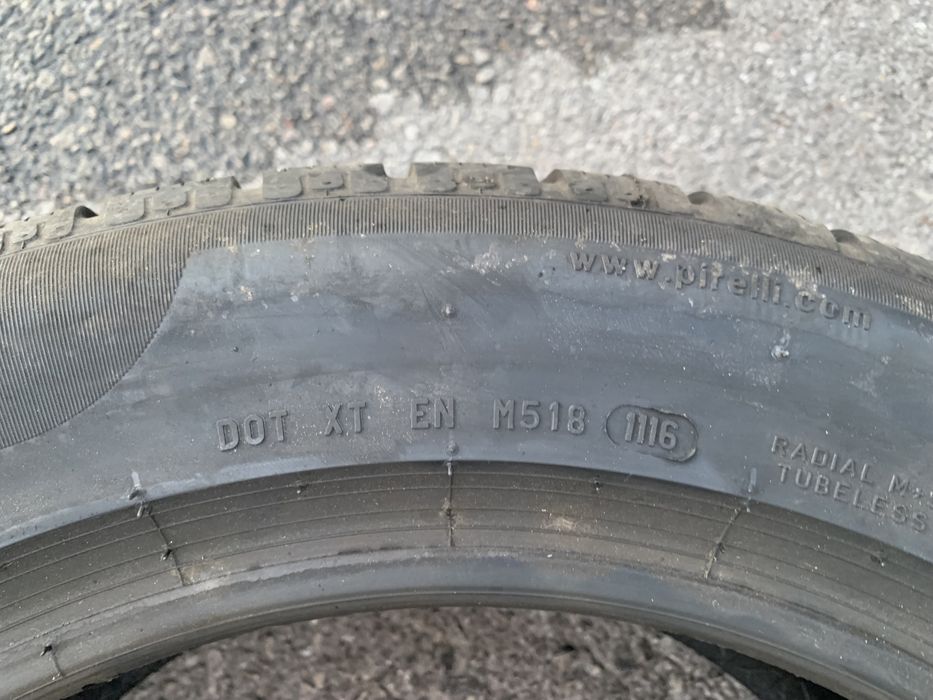 www.pirelli.com
DOT XT EN M518 1116
RADIAL M+
TUBELESS